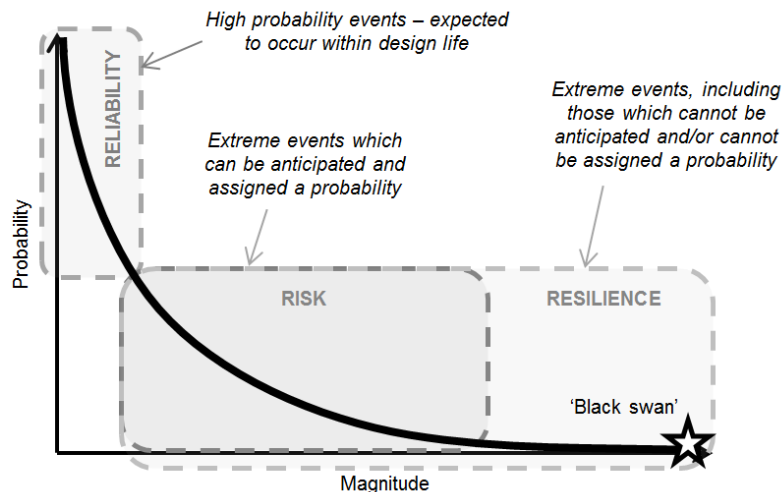 High probability events – expected
to occur within design life
Extreme events, including
those which cannot be
anticipated and/or cannot
be assigned a probability
Extreme events which
can be anticipated and
assigned a probability
RELIABILITY
Probability
RISK
RESILIENCE
‘Black swan’
Magnitude